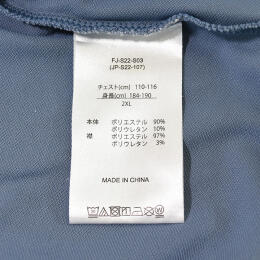 FJ-S22-S03
(JP-S22-107)
チェスト(cm) 110-116
身長(cm) 184-190
2XL
本体 ポリエステル 90%
ポリウレタン 10%
襟 ポリエステル 97%
ポリウレタン 3%
MADE IN CHINA